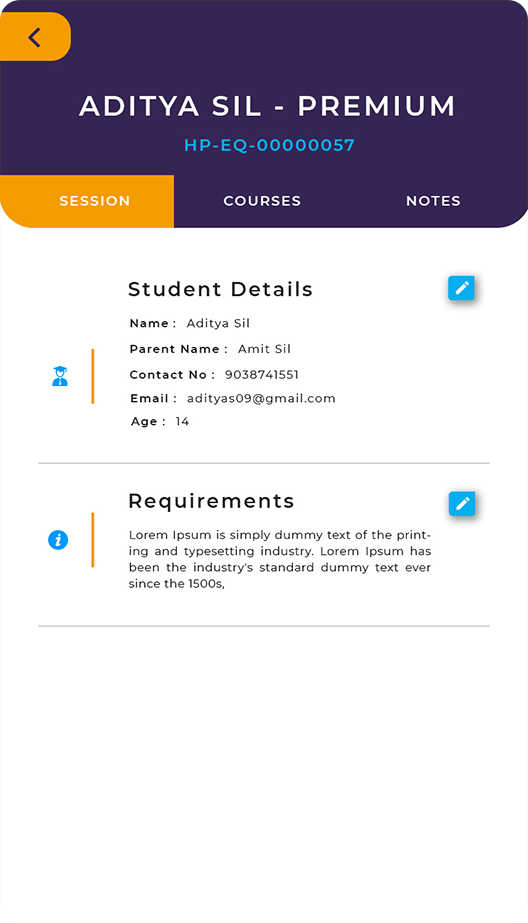 ADITYA SIL - PREMIUM
HP-EQ-00000057
SESSION COURSES NOTES
Student Details
Name : Aditya Sil
Parent Name : Amit Sil
Contact No : 9038741551
Email : adityas09@gmail.com
Age : 14
Requirements
Lorem Ipsum is simply dummy text of the print-
ing and typesetting industry. Lorem Ipsum has
been the industry's standard dummy text ever
since the 1500s,